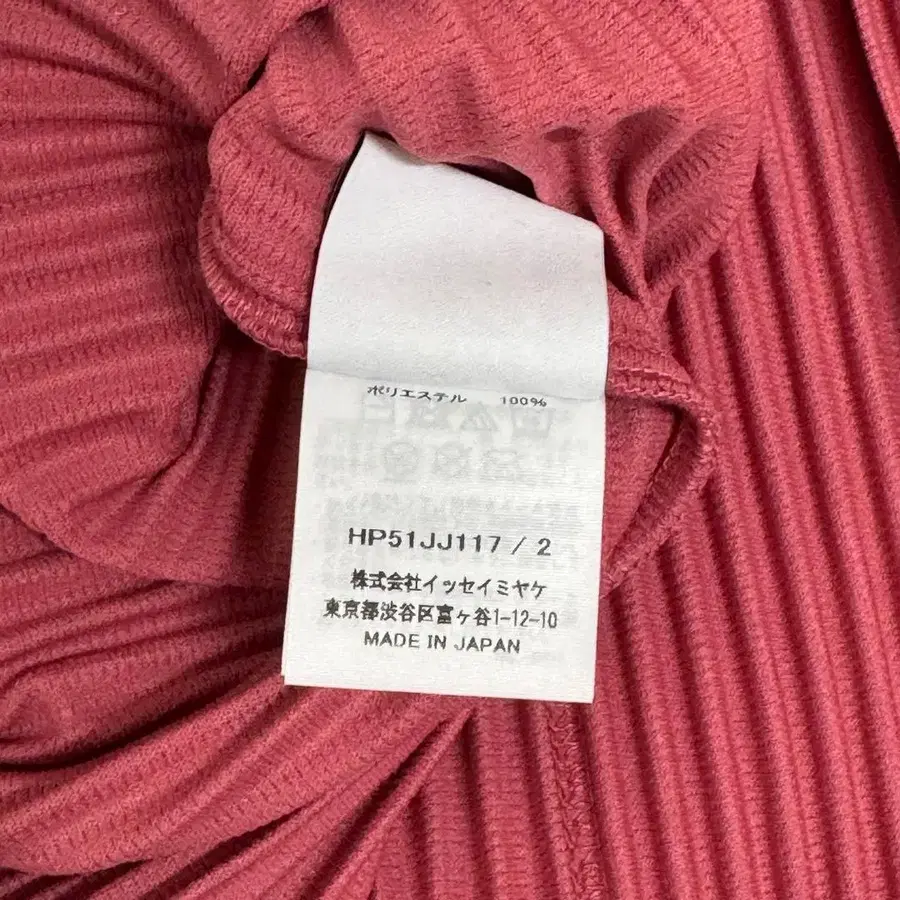 ポリエステル 100%
HP51JJ117 / 2
株式会社イッセイミヤケ
東京都渋谷区富ヶ谷1-12-10
MADE IN JAPAN